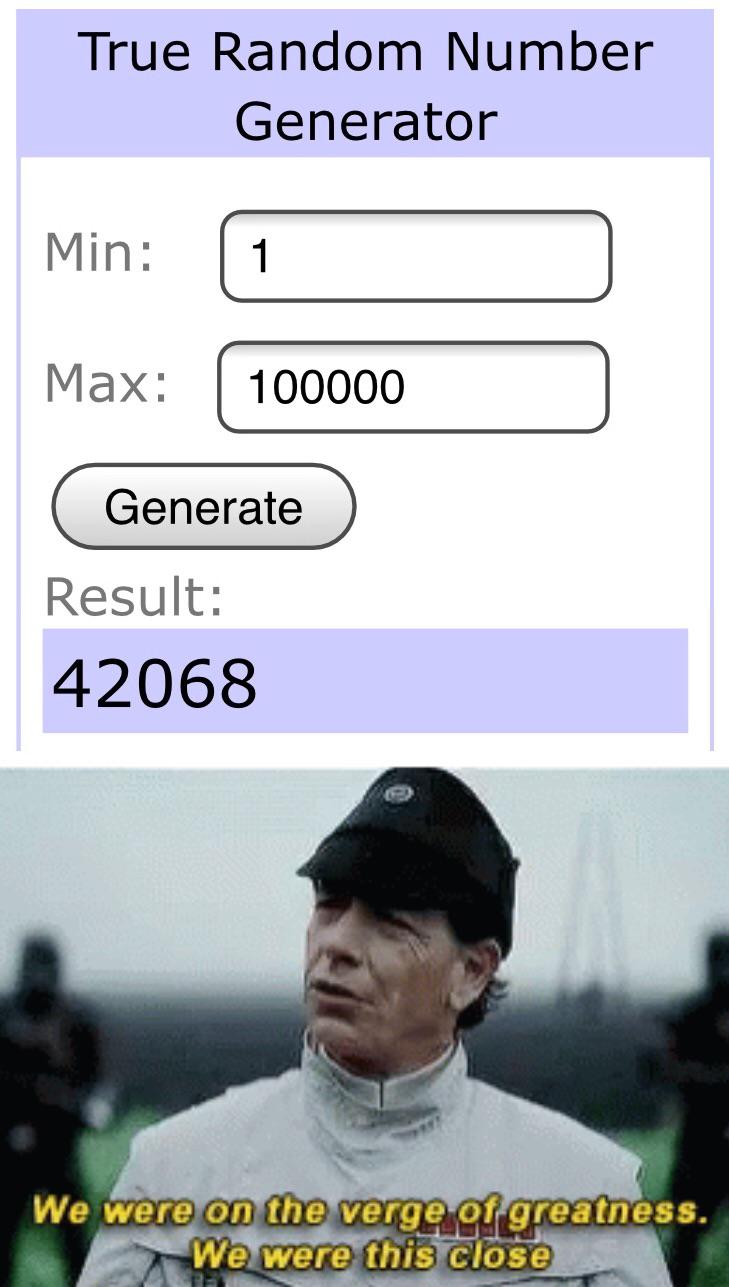 True Random Number
Generator
Min: 1
Max: 100000
Generate
Result:
42068
We were on the verge of greatness.
We were this close